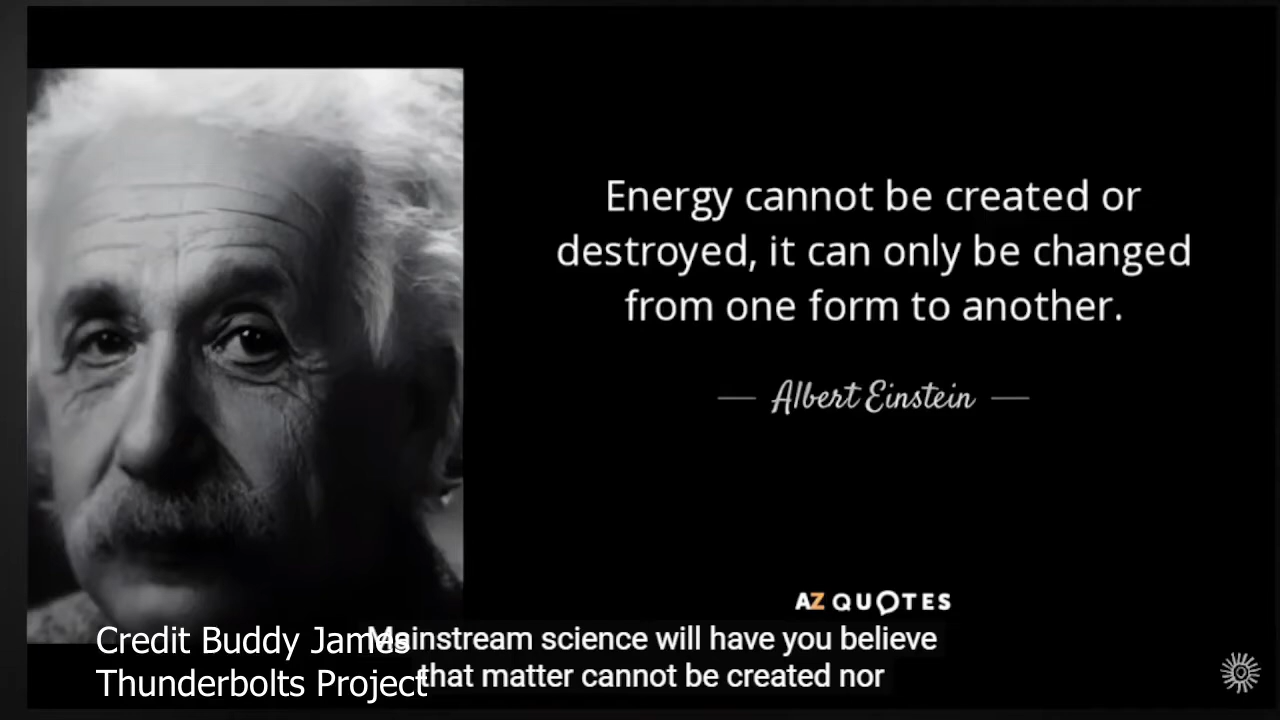 Energy cannot be created or
destroyed, it can only be changed
from one form to another.
Albert Einstein
AZ QUOTES
Credit Buddy James
Thunderbolts Project
Mainstream science will have you believe
that matter cannot be created nor